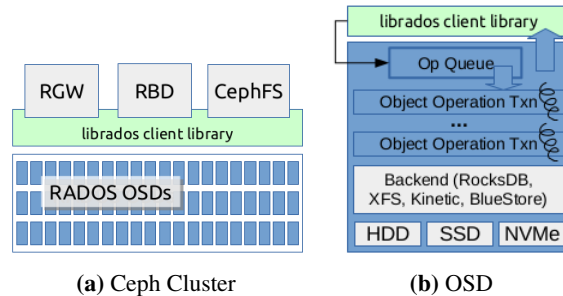 RGW
RBD
CephFS
librados client library
RADOS OSDs
(a) Ceph Cluster
librados client library
Op Queue
Object Operation Txn
...
Object Operation Txn
Backend (RocksDB,
XFS, Kinetic, BlueStore)
HDD
SSD
NVMe
(b) OSD